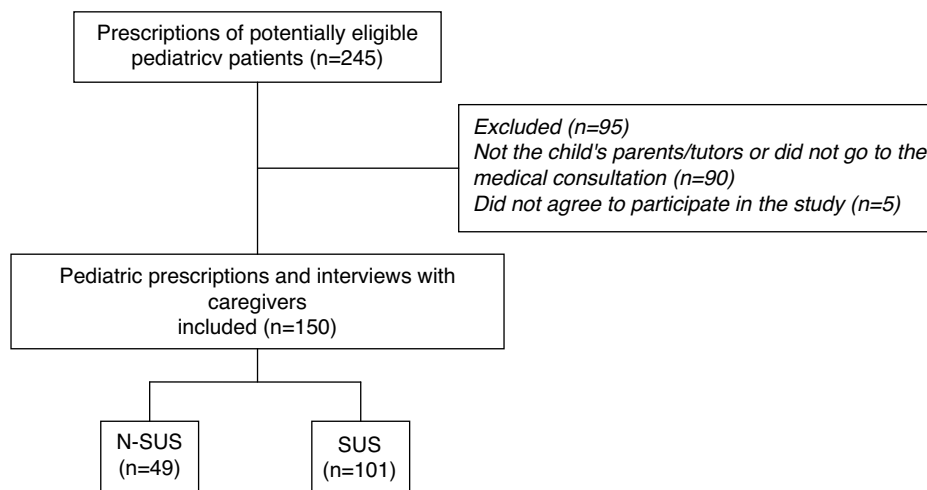 Prescriptions of potentially eligible
pediatricv patients (n=245)
Excluded (n=95)
Not the child's parents/tutors or did not go to the
medical consultation (n=90)
Did not agree to participate in the study (n=5)
Pediatric prescriptions and interviews with
caregivers
included (n=150)
N-SUS
(n=49)
SUS
(n=101)